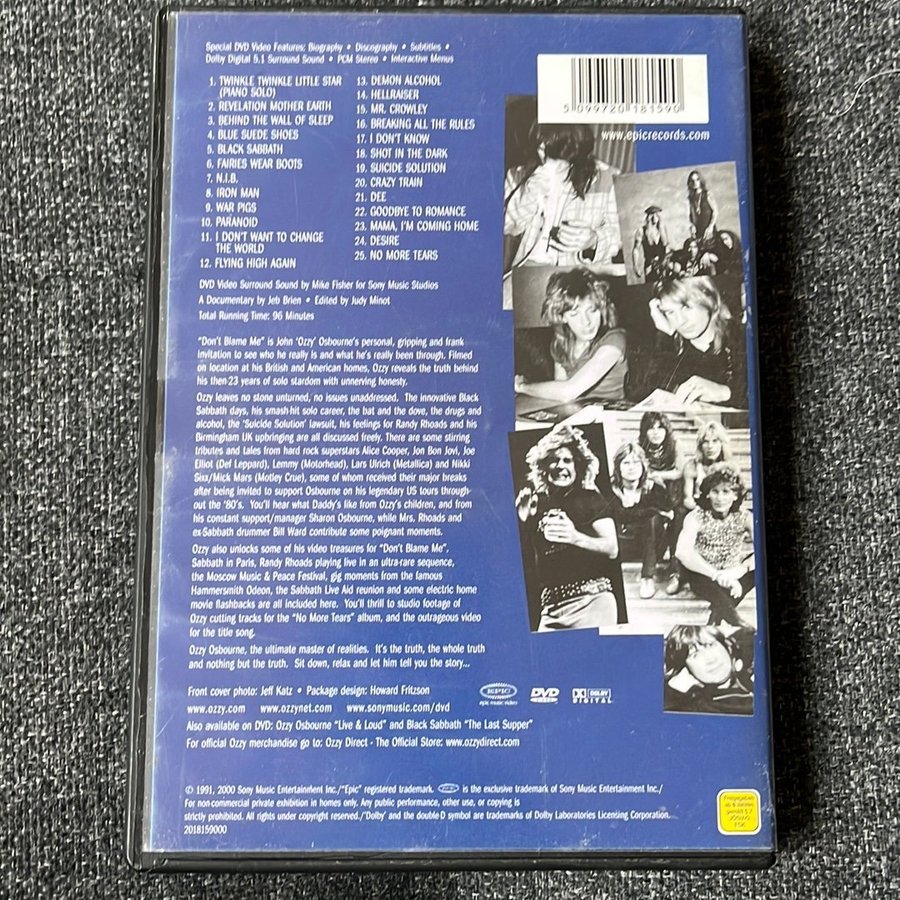 Special DVD Video Features: Biography • Discography • Subtitles •
Dolby Digital 5.1 Surround Sound • PCM Stereo • Interactive Menus
1. TWINKLE TWINKLE LITTLE STAR
(PIANO SOLO)
2. REVELATION MOTHER EARTH
3. BEHIND THE WALL OF SLEEP
4. BLUE SUEDE SHOES
5. BLACK SABBATH
6. FAIRIES WEAR BOOTS
7. N.I.B.
8. IRON MAN
9. WAR PIGS
10. PARANOID
11. I DON'T WANT TO CHANGE
THE WORLD
12. FLYING HIGH AGAIN
13. DEMON ALCOHOL
14. HELLRAISER
15. MR. CROWLEY
16. BREAKING ALL THE RULES
17. I DON'T KNOW
18. SHOT IN THE DARK
19. SUICIDE SOLUTION
20. CRAZY TRAIN
21. DEE
22. GOODBYE TO ROMANCE
23. MAMA, I'M COMING HOME
24. DESIRE
25. NO MORE TEARS
5 099720 181590
www.epicrecords.com
DVD Video Surround Sound by Mike Fisher for Sony Music Studios
A Documentary by Jeb Brien • Edited by Judy Minot
Total Running Time: 96 Minutes
"Don't Blame Me" is John 'Ozzy' Osbourne's personal, gripping and frank
invitation to see who he really is and what he's really been through. Filmed
on location at his British and American homes, Ozzy reveals the truth behind
his then-23 years of solo stardom with unnerving honesty.
Ozzy leaves no stone unturned, no issues unaddressed. The innovative Black
Sabbath days, his smash-hit solo career, the bat and the dove, the drugs and
alcohol, the 'Suicide Solution' lawsuit, his feelings for Randy Rhoads and his
Birmingham UK upbringing are all discussed freely. There are some stirring
tributes and tales from hard rock superstars Alice Cooper, Jon Bon Jovi, Joe
Elliot (Def Leppard), Lemmy (Motorhead), Lars Ulrich (Metallica) and Nikki
Sixx/Mick Mars (Motley Crue), some of whom received their major breaks
after being invited to support Osbourne on his legendary US tours through-
out the '80's. You'll hear what Daddy's like from Ozzy's children, and from
his constant support/manager Sharon Osbourne, while Mrs. Rhoads and
ex-Sabbath drummer Bill Ward contribute some poignant moments.
Ozzy also unlocks some of his video treasures for "Don't Blame Me",
Sabbath in Paris, Randy Rhoads playing live in an ultra-rare sequence,
the Moscow Music & Peace Festival, gig moments from the famous
Hammersmith Odeon, the Sabbath Live Aid reunion and some electric home
movie flashbacks are all included here. You'll thrill to studio footage of
Ozzy cutting tracks for the "No More Tears" album, and the outrageous video
for the title song.
Ozzy Osbourne, the ultimate master of realities. It's the truth, the whole truth
and nothing but the truth. Sit down, relax and let him tell you the story...
Front cover photo: Jeff Katz • Package design: Howard Fritzson
www.ozzy.com www.ozzynet.com www.sonymusic.com/dvd
EPIC
epic music video
DVD
VIDEO
DOLBY
DIGITAL
Also available on DVD: Ozzy Osbourne "Live & Loud" and Black Sabbath "The Last Supper"
For official Ozzy merchandise go to: Ozzy Direct - The Official Store: www.ozzydirect.com
© 1991, 2000 Sony Music Entertainment Inc./"Epic" registered trademark. EPIC is the exclusive trademark of Sony Music Entertainment Inc./
For non-commercial private exhibition in homes only. Any public performance, other use, or copying is
strictly prohibited. All rights under copyright reserved./'Dolby' and the double-D symbol are trademarks of Dolby Laboratories Licensing Corporation.
2018159000
Freigegeben
ab 6 Jahren
gemäß § 7
JÖSchG
FSK